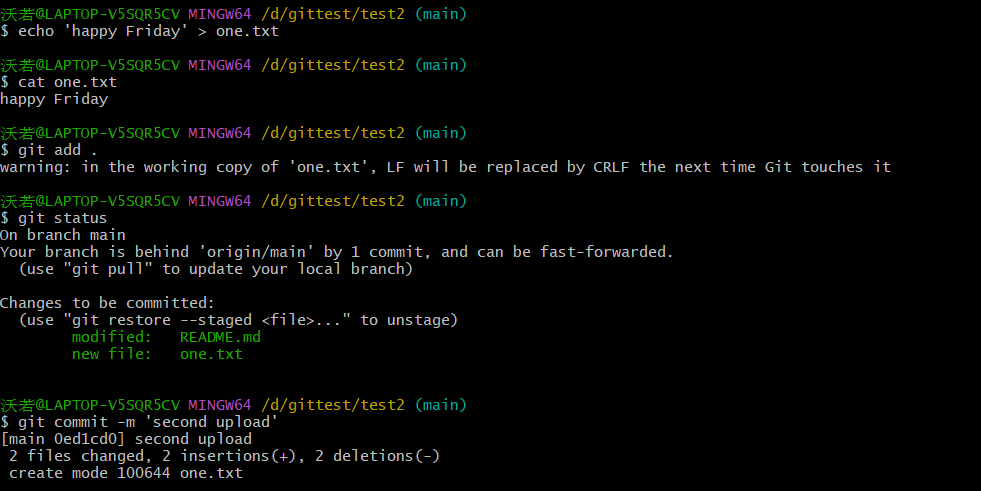 沃若@LAPTOP-V5SQR5CV MINGW64 /d/gittest/test2 (main)
$ echo 'happy Friday' > one.txt
沃若@LAPTOP-V5SQR5CV MINGW64 /d/gittest/test2 (main)
$ cat one.txt
happy Friday
沃若@LAPTOP-V5SQR5CV MINGW64 /d/gittest/test2 (main)
$ git add .
warning: in the working copy of 'one.txt', LF will be replaced by CRLF the next time Git touches it
沃若@LAPTOP-V5SQR5CV MINGW64 /d/gittest/test2 (main)
$ git status
On branch main
Your branch is behind 'origin/main' by 1 commit, and can be fast-forwarded.
  (use "git pull" to update your local branch)
Changes to be committed:
  (use "git restore --staged <file>..." to unstage)
        modified:   README.md
        new file:   one.txt
沃若@LAPTOP-V5SQR5CV MINGW64 /d/gittest/test2 (main)
$ git commit -m 'second upload'
[main 0ed1cd0] second upload
 2 files changed, 2 insertions(+), 2 deletions(-)
 create mode 100644 one.txt